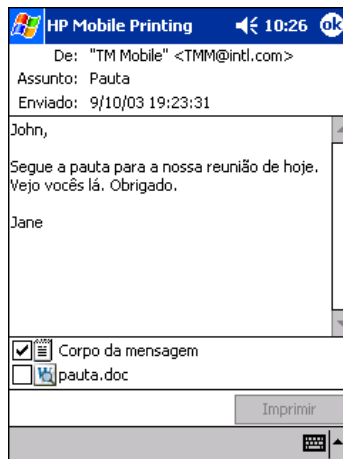 HP Mobile Printing 10:26 ok
De: "TM Mobile" <TMM@intl.com>
Assunto: Pauta
Enviado: 9/10/03 19:23:31
John,
Segue a pauta para a nossa reunião de hoje.
Vejo vocês lá. Obrigado.
Jane
Corpo da mensagem
pauta.doc
Imprimir